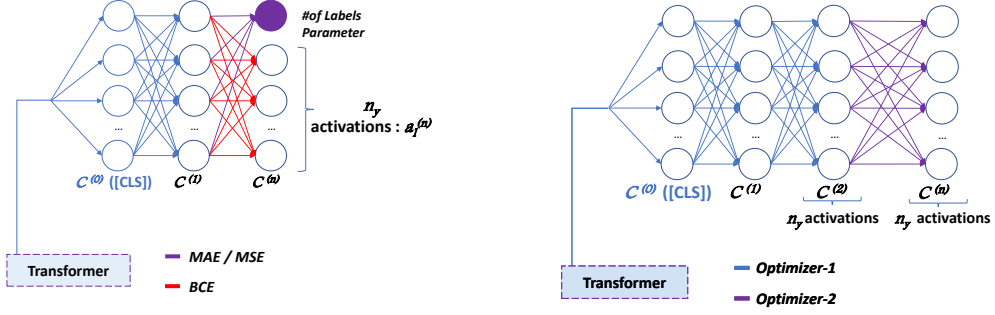 #of Labels
Parameter
...
...
...
n_y
activations : a_l^(n)
C^(0) ([CLS])
C^(1)
C^(n)
Transformer
MAE / MSE
BCE
...
...
...
...
C^(0) ([CLS])
C^(1)
C^(2)
C^(n)
n_y activations
n_y activations
Transformer
Optimizer-1
Optimizer-2